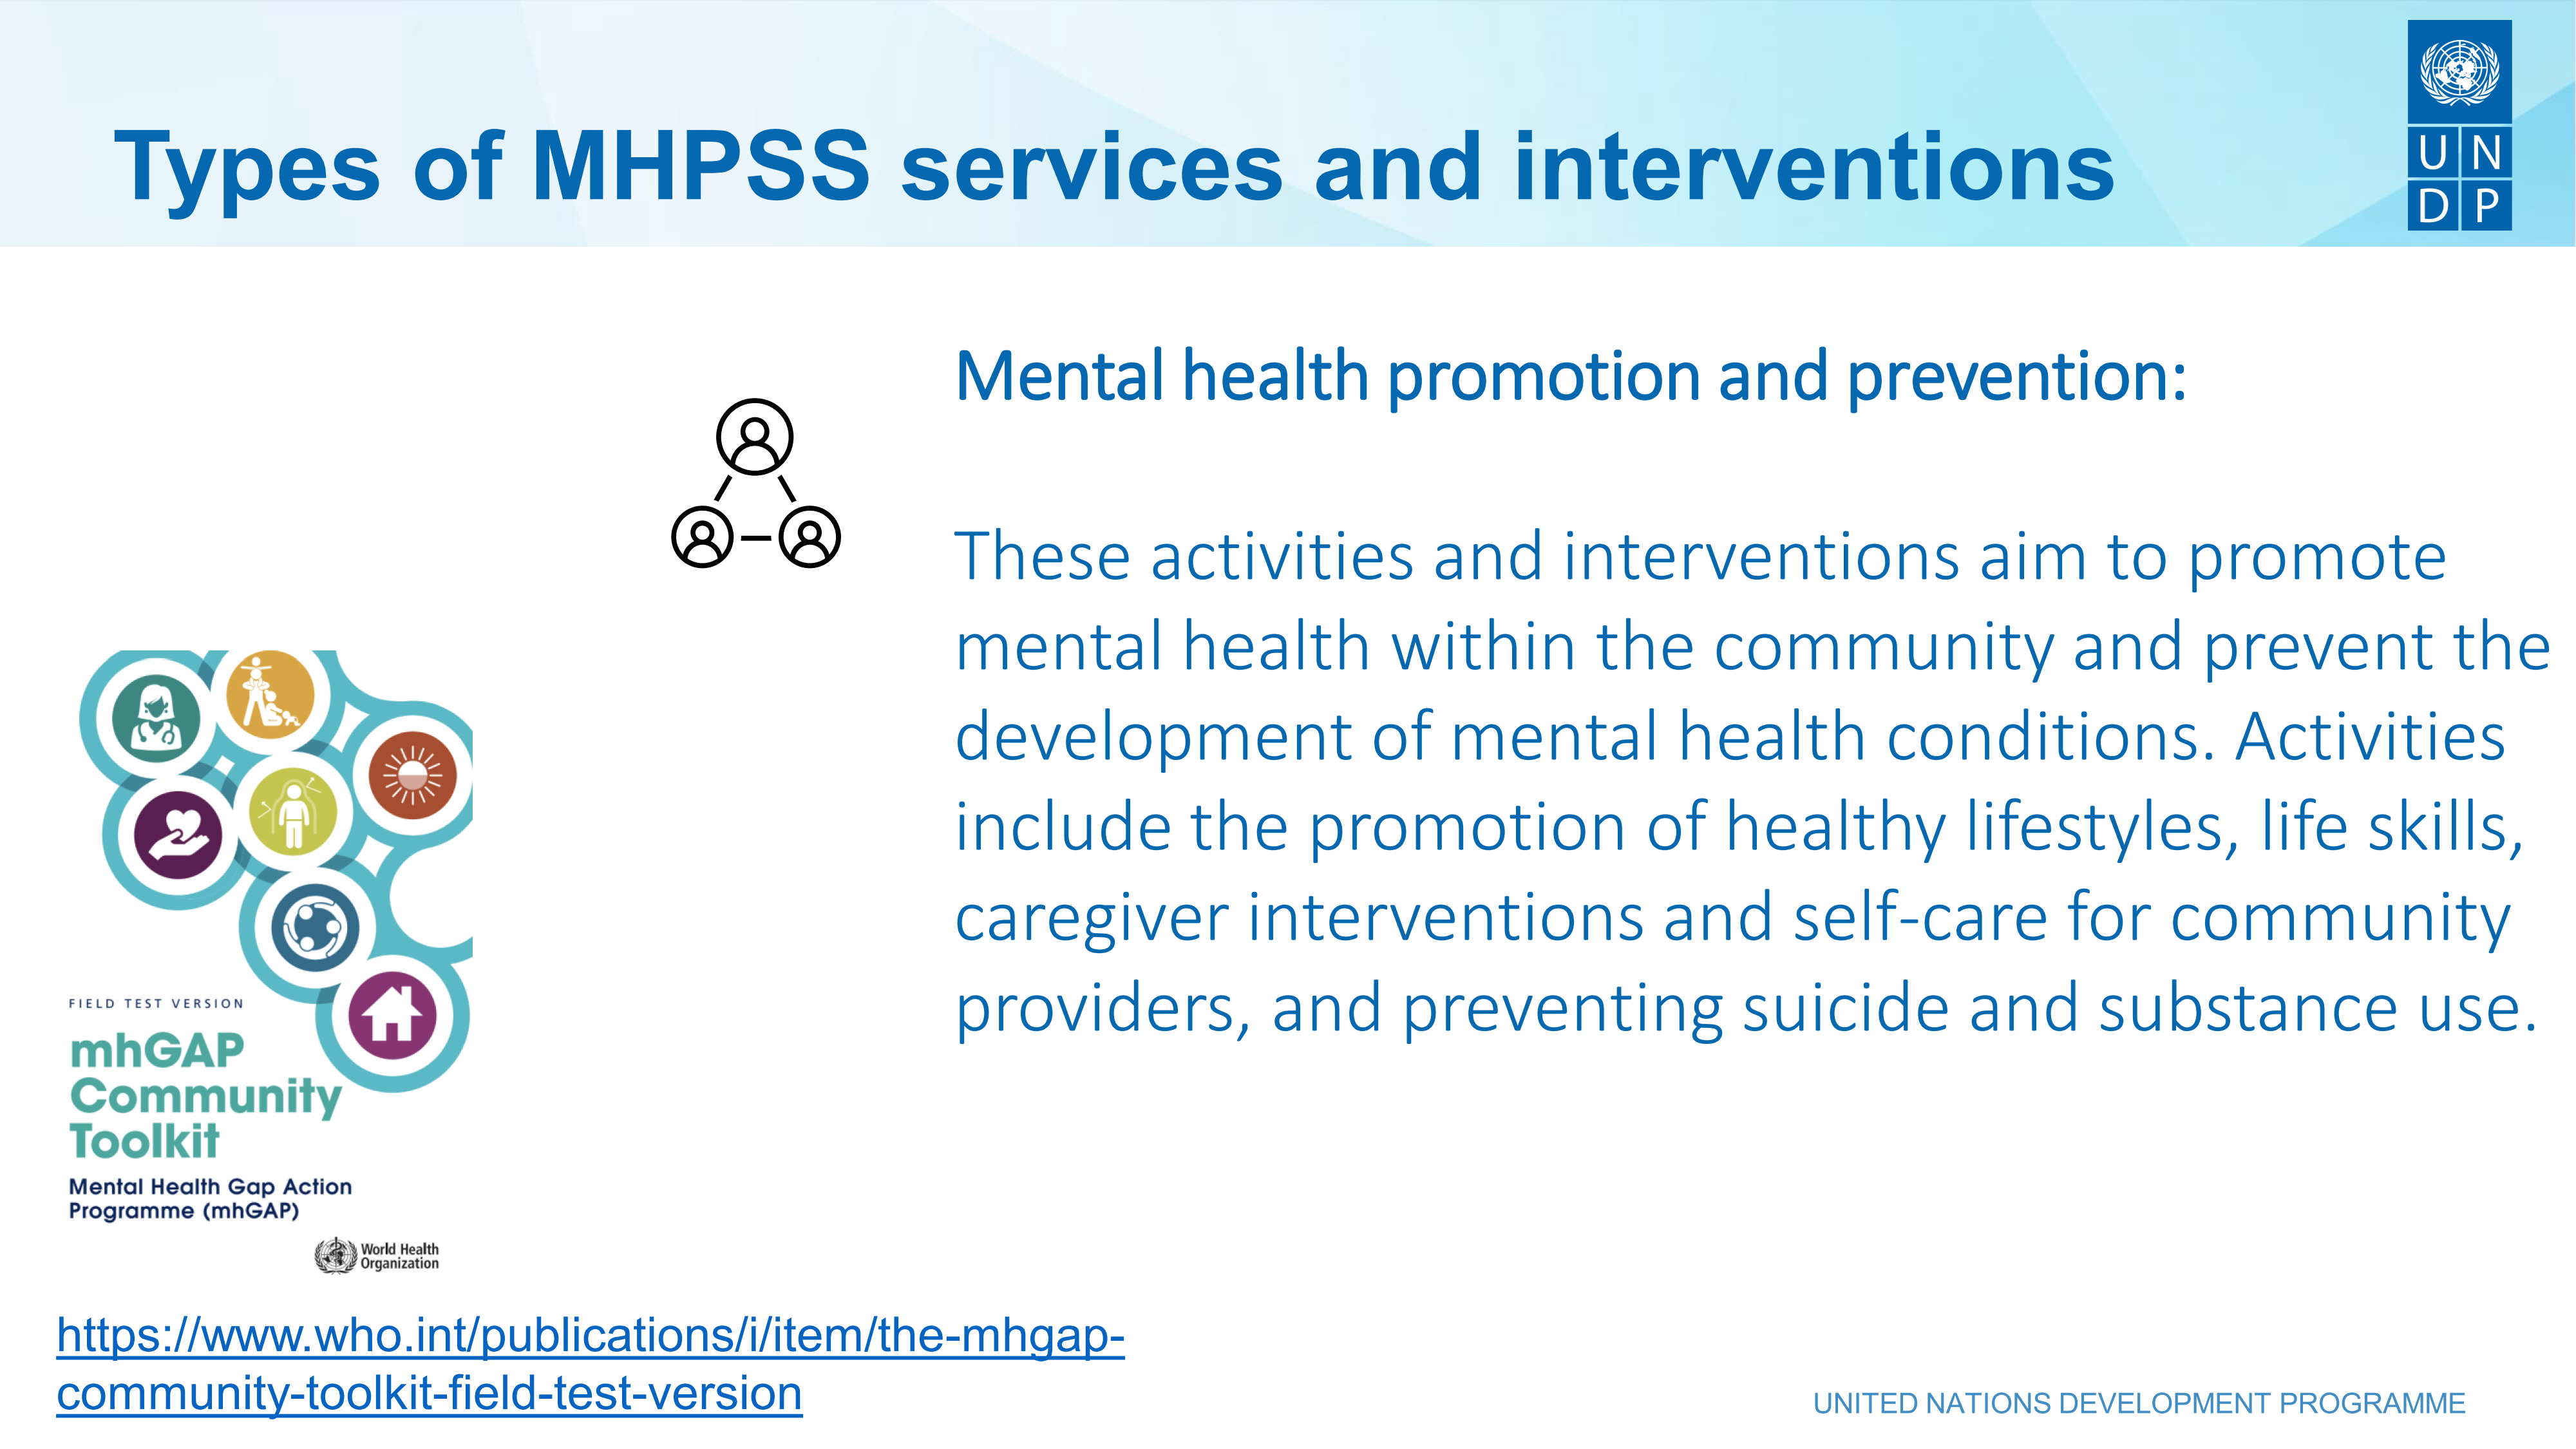 Types of MHPSS services and interventions
U N
D P
Mental health promotion and prevention:
These activities and interventions aim to promote
mental health within the community and prevent the
development of mental health conditions. Activities
include the promotion of healthy lifestyles, life skills,
caregiver interventions and self-care for community
providers, and preventing suicide and substance use.
FIELD TEST VERSION
mhGAP
Community
Toolkit
Mental Health Gap Action
Programme (mhGAP)
World Health
Organization
https://www.who.int/publications/i/item/the-mhgap-
community-toolkit-field-test-version
UNITED NATIONS DEVELOPMENT PROGRAMME